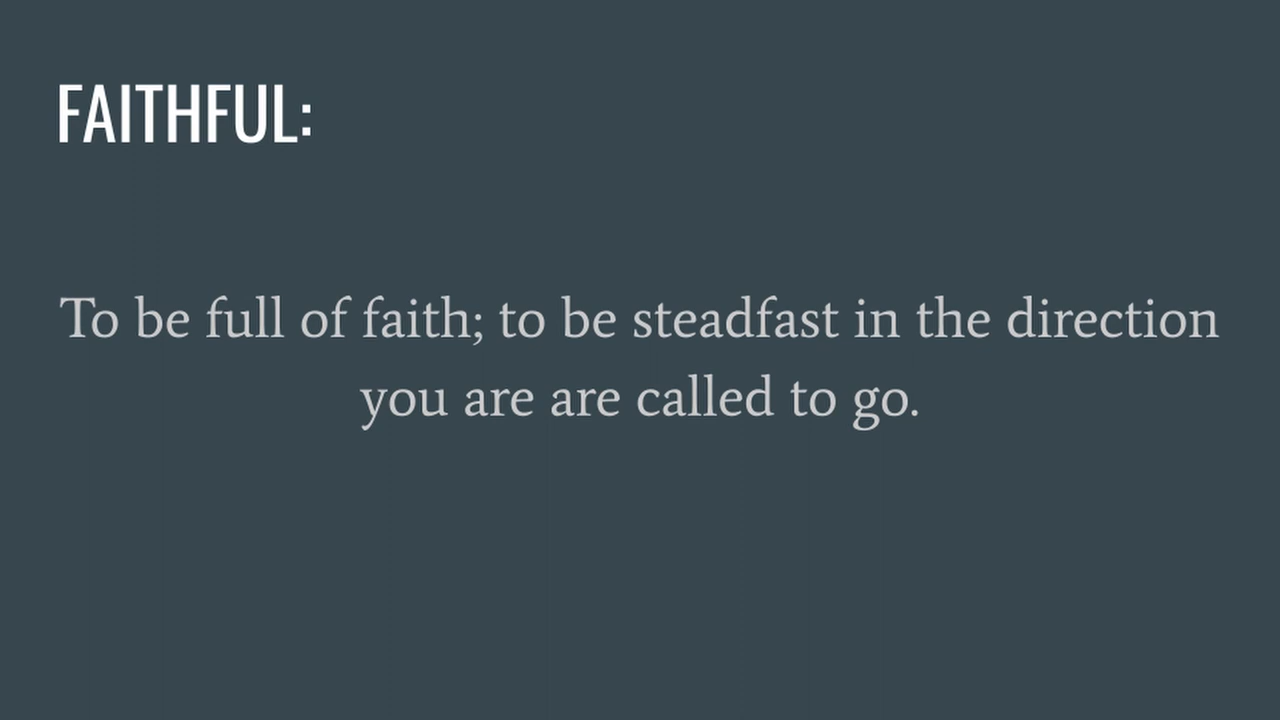 FAITHFUL:
To be full of faith; to be steadfast in the direction
you are are called to go.